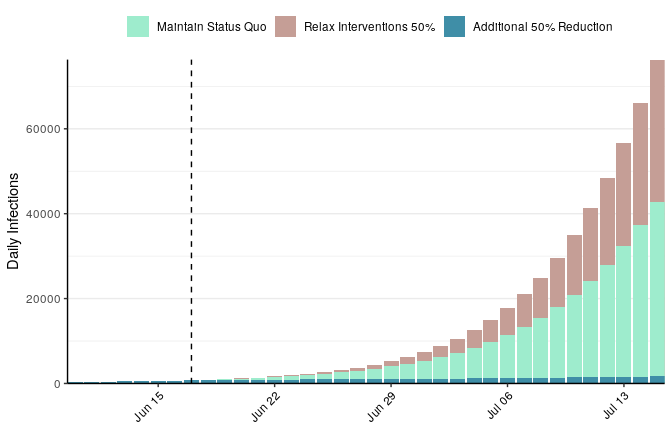 Maintain Status Quo Relax Interventions 50% Additional 50% Reduction
Daily Infections
60000
40000
20000
0
Jun 15 Jun 22 Jun 29 Jul 06 Jul 13